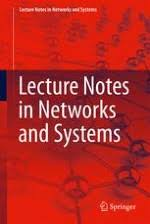 Lecture Notes in Networks and Systems
Lecture Notes
in Networks
and Systems
Springer